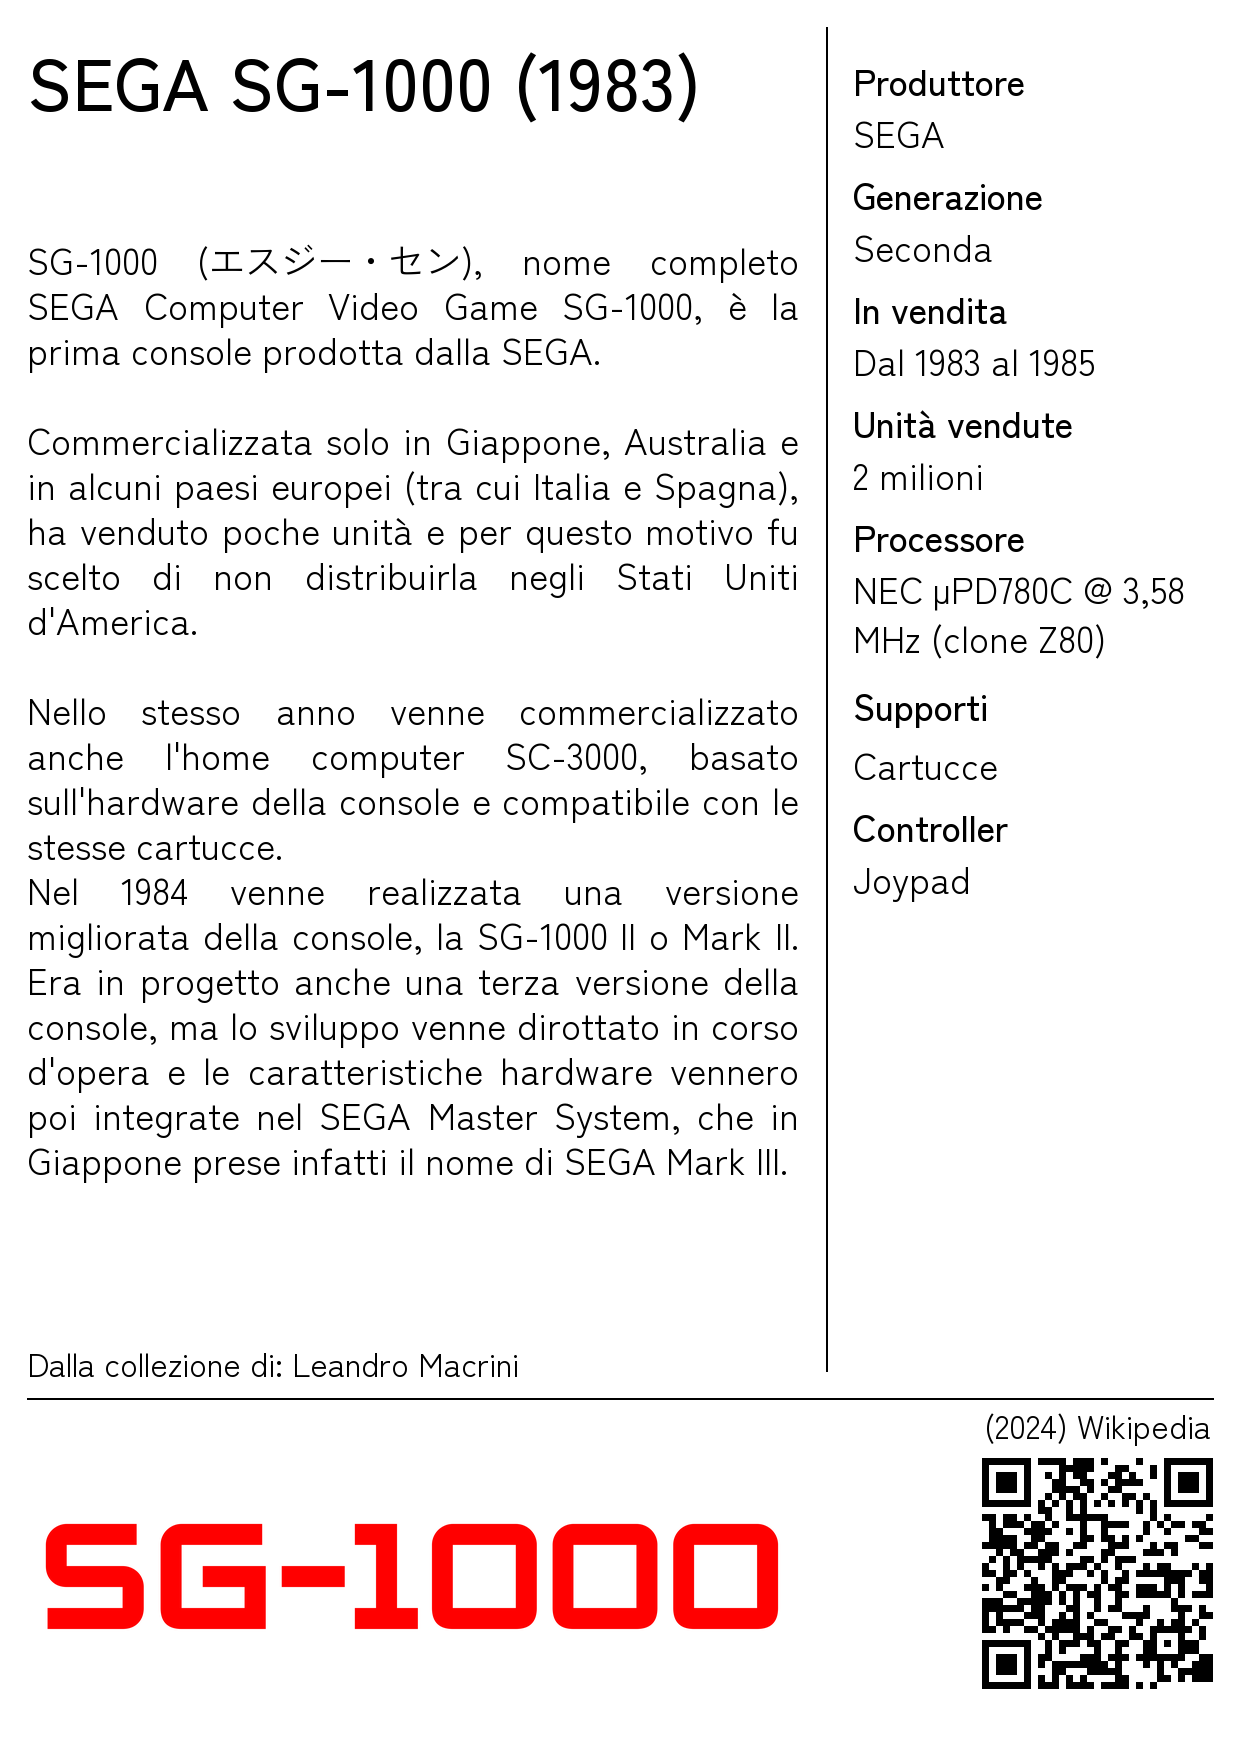 SEGA SG-1000 (1983)
SG-1000 (エスジー・セン), nome completo
SEGA Computer Video Game SG-1000, è la
prima console prodotta dalla SEGA.
Commercializzata solo in Giappone, Australia e
in alcuni paesi europei (tra cui Italia e Spagna),
ha venduto poche unità e per questo motivo fu
scelto di non distribuirla negli Stati Uniti
d'America.
Nello stesso anno venne commercializzato
anche l'home computer SC-3000, basato
sull'hardware della console e compatibile con le
stesse cartucce.
Nel 1984 venne realizzata una versione
migliorata della console, la SG-1000 II o Mark II.
Era in progetto anche una terza versione della
console, ma lo sviluppo venne dirottato in corso
d'opera e le caratteristiche hardware vennero
poi integrate nel SEGA Master System, che in
Giappone prese infatti il nome di SEGA Mark III.
Dalla collezione di: Leandro Macrini
Produttore
SEGA
Generazione
Seconda
In vendita
Dal 1983 al 1985
Unità vendute
2 milioni
Processore
NEC µPD780C @ 3,58
MHz (clone Z80)
Supporti
Cartucce
Controller
Joypad
(2024) Wikipedia
SG-1000